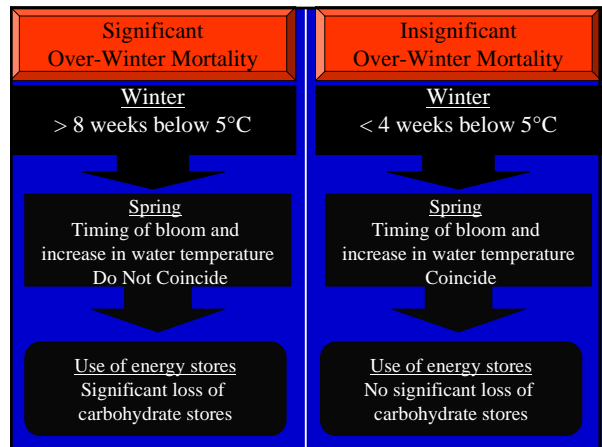 Significant
Over-Winter Mortality
Winter
> 8 weeks below 5°C
Spring
Timing of bloom and
increase in water temperature
Do Not Coincide
Use of energy stores
Significant loss of
carbohydrate stores
Insignificant
Over-Winter Mortality
Winter
< 4 weeks below 5°C
Spring
Timing of bloom and
increase in water temperature
Coincide
Use of energy stores
No significant loss of
carbohydrate stores